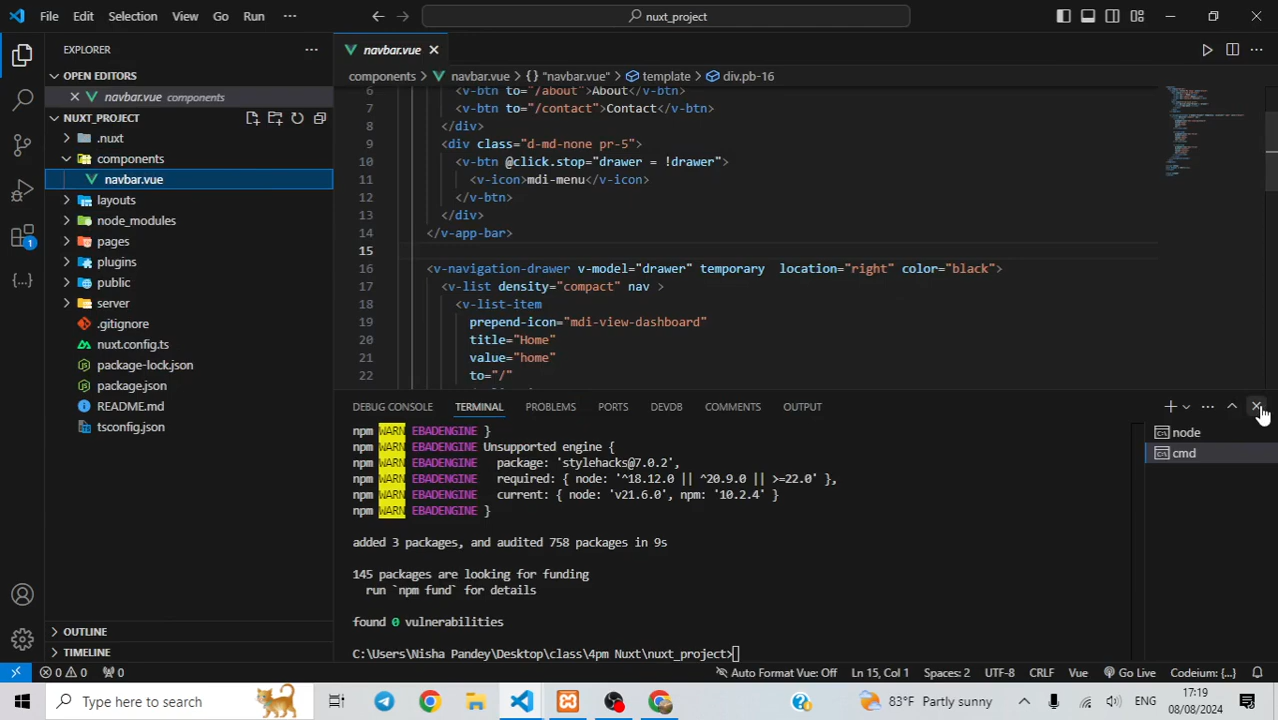 File Edit Selection View Go Run ··· nuxt_project
EXPLORER
OPEN EDITORS
navbar.vue components
NUXT_PROJECT
.nuxt
components
navbar.vue
layouts
node_modules
pages
plugins
public
server
.gitignore
nuxt.config.ts
package-lock.json
package.json
README.md
tsconfig.json
OUTLINE
TIMELINE
1
navbar.vue
components > navbar.vue > {} "navbar.vue" > template > div.pb-16
6 <v-btn to="/about">About</v-btn>
7 <v-btn to="/contact">Contact</v-btn>
8 </div>
9 <div class="d-md-none pr-5">
10 <v-btn @click.stop="drawer = !drawer">
11 <v-icon>mdi-menu</v-icon>
12 </v-btn>
13 </div>
14 </v-app-bar>
15
16 <v-navigation-drawer v-model="drawer" temporary  location="right" color="black">
17 <v-list density="compact" nav >
18 <v-list-item
19 prepend-icon="mdi-view-dashboard"
20 title="Home"
21 value="home"
22 to="/"
DEBUG CONSOLE TERMINAL PROBLEMS PORTS DEVDB COMMENTS OUTPUT
node
cmd
npm WARN EBADENGINE }
npm WARN EBADENGINE Unsupported engine {
npm WARN EBADENGINE   package: 'stylehacks@7.0.2',
npm WARN EBADENGINE   required: { node: '^18.12.0 || ^20.9.0 || >=22.0' },
npm WARN EBADENGINE   current: { node: 'v21.6.0', npm: '10.2.4' }
npm WARN EBADENGINE }
added 3 packages, and audited 758 packages in 9s
145 packages are looking for funding
run `npm fund` for details
found 0 vulnerabilities
C:\Users\Nisha Pandey\Desktop\class\4pm Nuxt\nuxt_project>
0 0 0 Auto Format Vue: Off Ln 15, Col 1 Spaces: 2 UTF-8 CRLF Vue Go Live Codeium: {...}
Type here to search 83°F Partly sunny ENG 17:19
08/08/2024